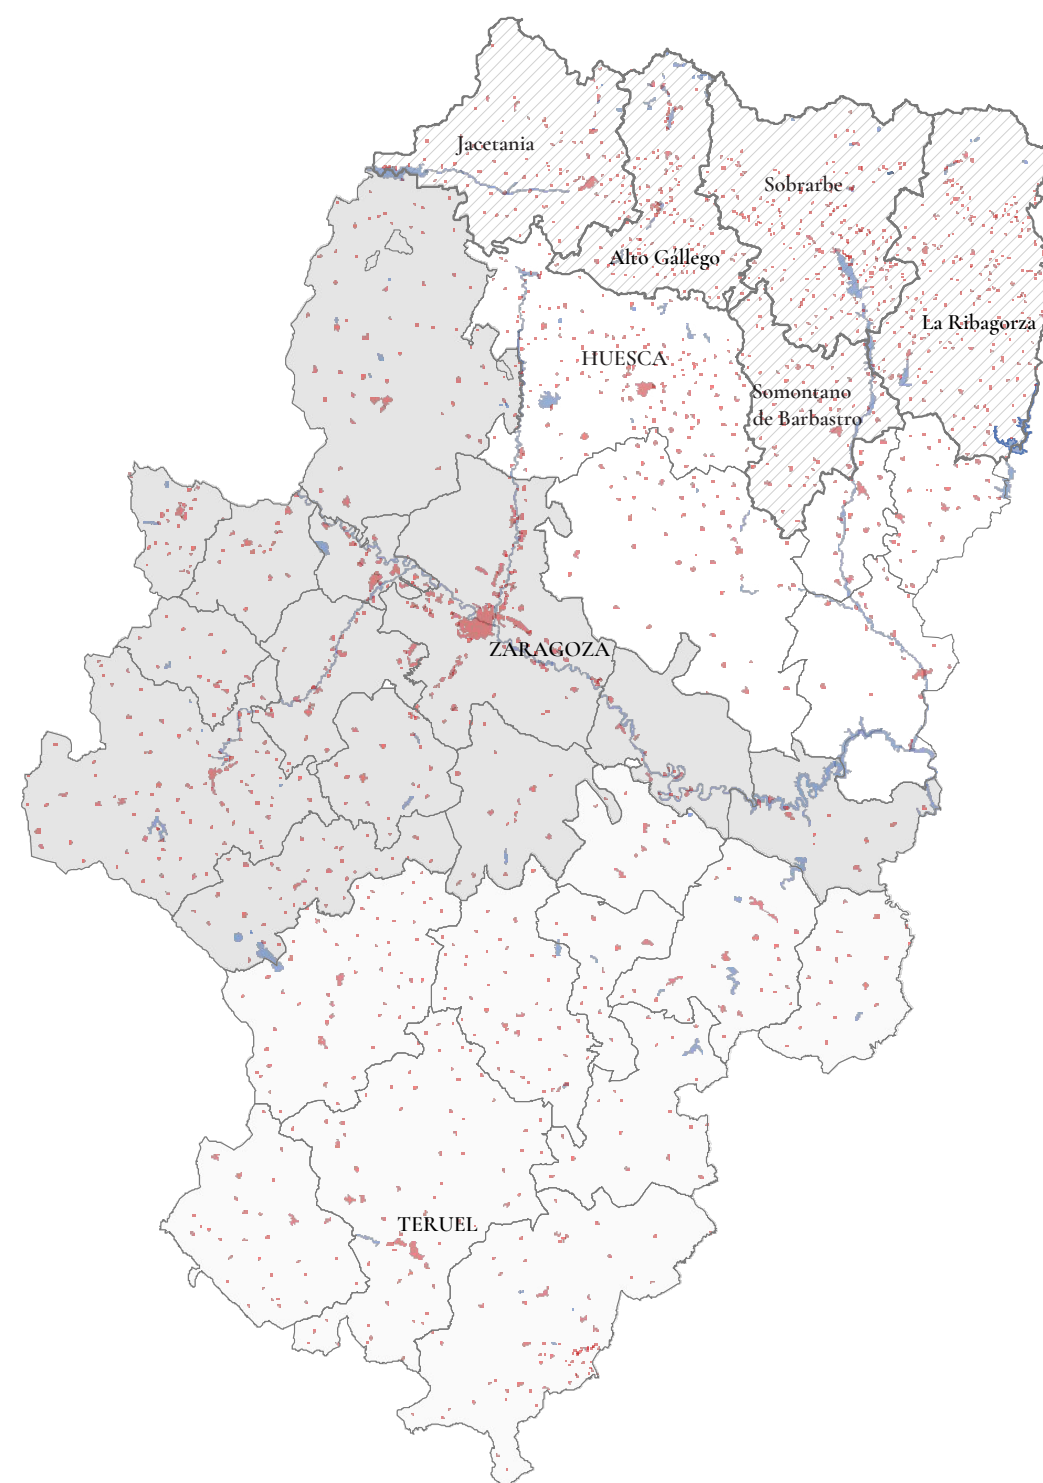 Jacetania
Sobrarbe
Alto Gállego
La Ribagorza
HUESCA
Somontano
de Barbastro
ZARAGOZA
TERUEL